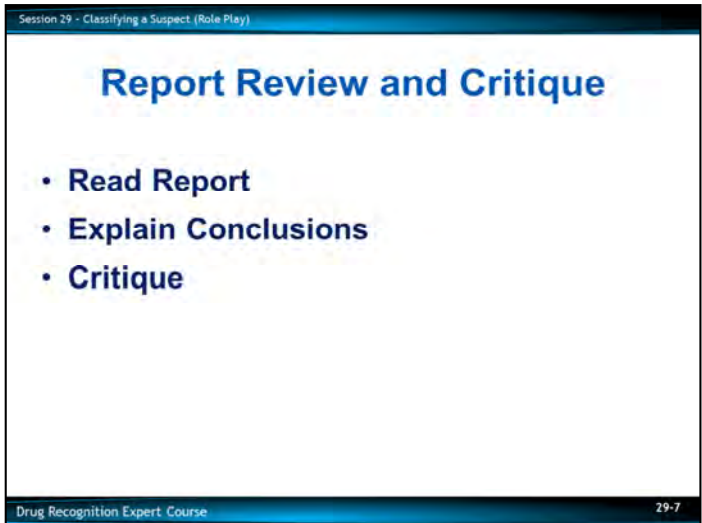 Session 29 - Classifying a Suspect (Role Play)
Report Review and Critique
• Read Report
• Explain Conclusions
• Critique
Drug Recognition Expert Course
29-7